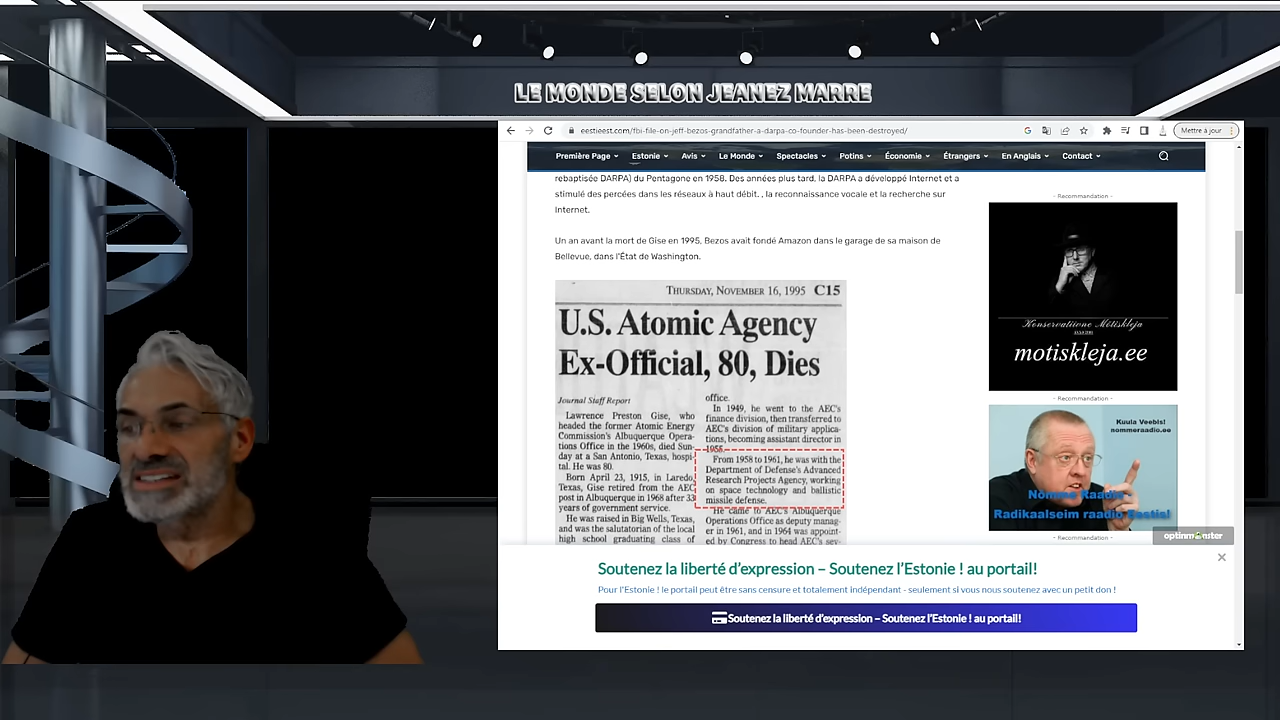 LE MONDE SELON JEANEZ MARRE
eestieest.com/fbi-file-on-jeff-bezos-grandfather-a-darpa-co-founder-has-been-destroyed/
Mettre à jour
Première Page
Estonie
Avis
Le Monde
Spectacles
Potins
Économie
Étrangers
En Anglais
Contact
rebaptisée DARPA) du Pentagone en 1958. Des années plus tard, la DARPA a développé Internet et a
stimulé des percées dans les réseaux à haut débit. , la reconnaissance vocale et la recherche sur
Internet.
Un an avant la mort de Gise en 1995, Bezos avait fondé Amazon dans le garage de sa maison de
Bellevue, dans l'État de Washington.
THURSDAY, NOVEMBER 16, 1995 C15
U.S. Atomic Agency
Ex-Official, 80, Dies
Journal Staff Report
Lawrence Preston Gise, who
headed the former Atomic Energy
Commission's Albuquerque Opera-
tions Office in the 1960s, died Sun-
day at a San Antonio, Texas, hospi-
tal. He was 80.
Born April 23, 1915, in Laredo,
Texas, Gise retired from the AEC
post in Albuquerque in 1968 after 33
years of government service.
He was raised in Big Wells, Texas,
and was the salutatorian of the local
high school graduating class of
office.
In 1949, he went to the AEC's
finance division, then transferred to
AEC's division of military applica-
tions, becoming assistant director in
1955.
From 1958 to 1961, he was with the
Department of Defense's Advanced
Research Projects Agency, working
on space technology and ballistic
missile defense.
He came to AEC's Albuquerque
Operations Office as deputy manag-
er in 1961, and in 1964 was appoint-
ed by Congress to head AEC's sev-
- Recommandation -
Konservatiivne Mõtiskleja
motiskleja.ee
- Recommandation -
Kuula Veebis!
nommeraadio.ee
Nõmme Raadio
Radikaalseim raadio Eestis!
- Recommandation -
optinmonster
Soutenez la liberté d'expression – Soutenez l'Estonie ! au portail!
Pour l'Estonie ! le portail peut être sans censure et totalement indépendant - seulement si vous nous soutenez avec un petit don !
Soutenez la liberté d'expression – Soutenez l'Estonie ! au portail!